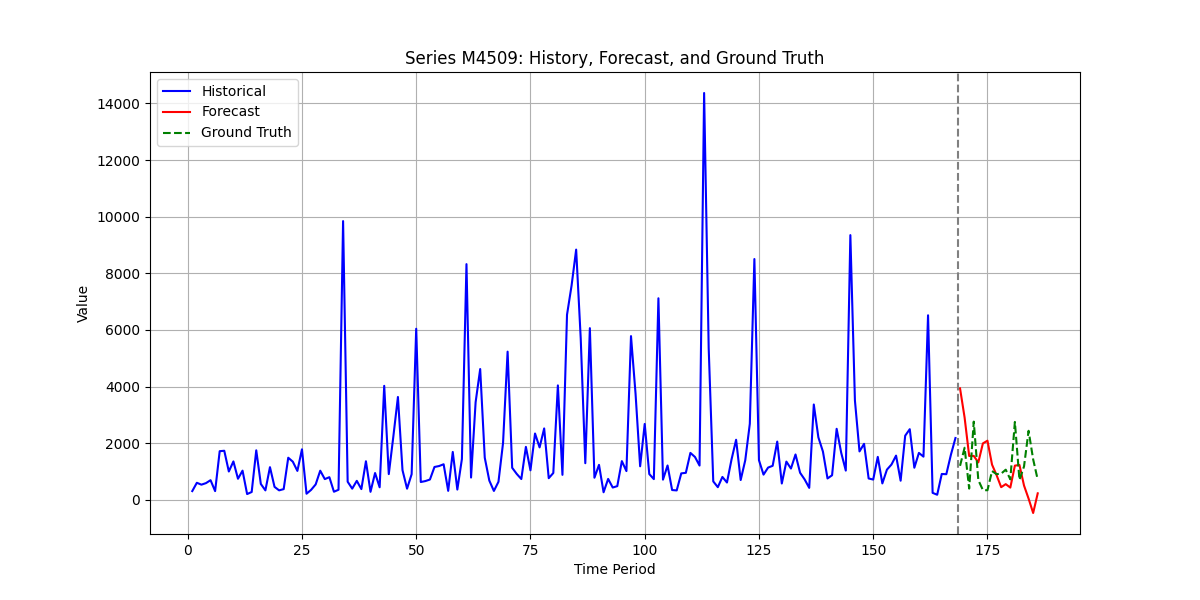 Series M4509: History, Forecast, and Ground Truth
Historical
Forecast
Ground Truth
14000
12000
10000
8000
6000
4000
2000
0
Value
0 25 50 75 100 125 150 175
Time Period